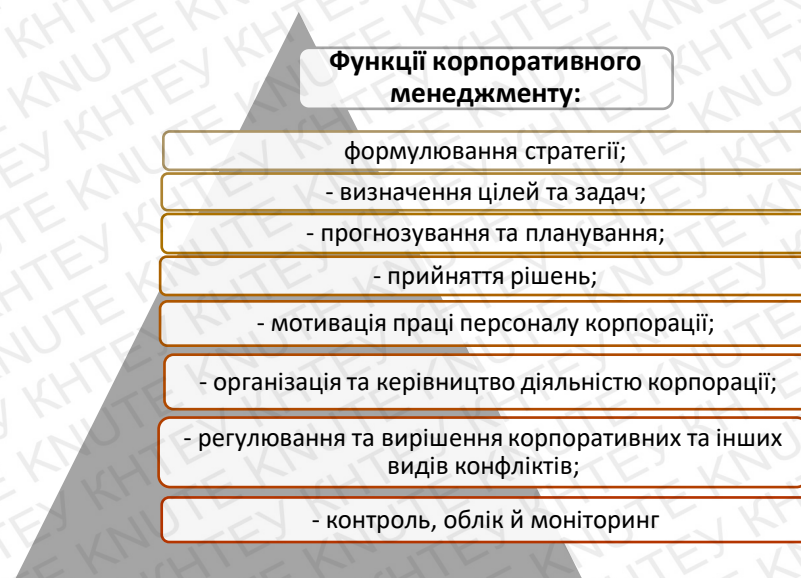 Функції корпоративного
менеджменту:
формулювання стратегії;
- визначення цілей та задач;
- прогнозування та планування;
- прийняття рішень;
- мотивація праці персоналу корпорації;
- організація та керівництво діяльністю корпорації;
- регулювання та вирішення корпоративних та інших
видів конфліктів;
- контроль, облік й моніторинг